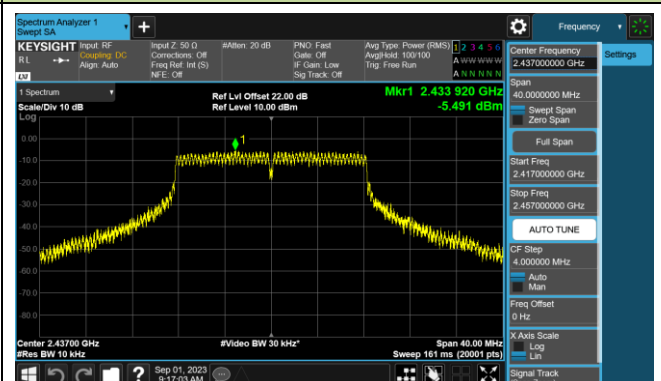 Spectrum Analyzer 1
Swept SA
Frequency
KEYSIGHT
Input: RF
Coupling: DC
Align: Auto
Input Z: 50 Ω
Corrections: Off
Freq Ref: Int (S)
NFE: Off
#Atten: 20 dB
PNO: Fast
Gate: Off
IF Gain: Low
Sig Track: Off
Avg Type: Power (RMS)
Avg|Hold: 100/100
Trig: Free Run
1 2 3 4 5 6
A W W W W W
A N N N N N
RL
LXI
1 Spectrum
Scale/Div 10 dB
Log
Ref Lvl Offset 22.00 dB
Ref Level 10.00 dBm
Mkr1 2.433 920 GHz
-5.491 dBm
1
0.00
-10.0
-20.0
-30.0
-40.0
-50.0
-60.0
-70.0
-80.0
Center 2.43700 GHz
#Res BW 10 kHz
#Video BW 30 kHz*
Span 40.00 MHz
Sweep 161 ms (20001 pts)
Sep 01, 2023
9:17:03 AM
?
Center Frequency
2.437000000 GHz
Settings
Span
40.0000000 MHz
Swept Span
Zero Span
Full Span
Start Freq
2.417000000 GHz
Stop Freq
2.457000000 GHz
AUTO TUNE
CF Step
4.000000 MHz
Auto
Man
Freq Offset
0 Hz
X Axis Scale
Log
Lin
Signal Track